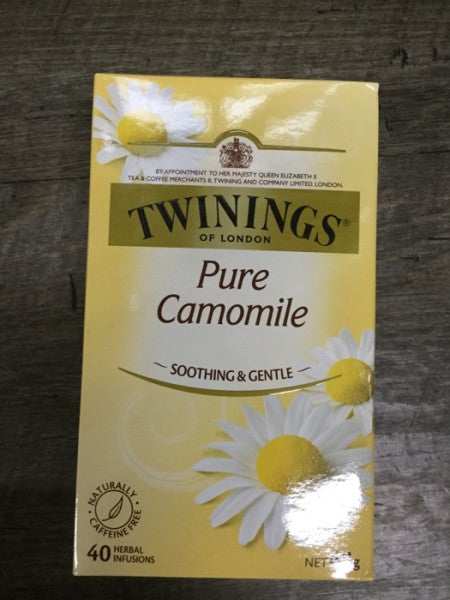 BY APPOINTMENT TO HER MAJESTY QUEEN ELIZABETH II
TEA & COFFEE MERCHANTS R. TWINING AND COMPANY LIMITED, LONDON.
TWININGS®
OF LONDON
Pure
Camomile
SOOTHING & GENTLE
NATURALLY
CAFFEINE FREE
40 HERBAL
INFUSIONS
NET